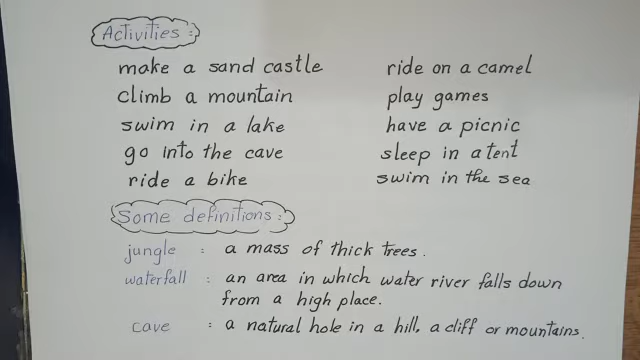 Activities :
make a sand castle
climb a mountain
swim in a lake
go into the cave
ride a bike
ride on a camel
play games
have a picnic
sleep in a tent
swim in the sea
Some definitions :
jungle : a mass of thick trees.
waterfall : an area in which water river falls down
from a high place.
cave : a natural hole in a hill, a cliff or mountains.